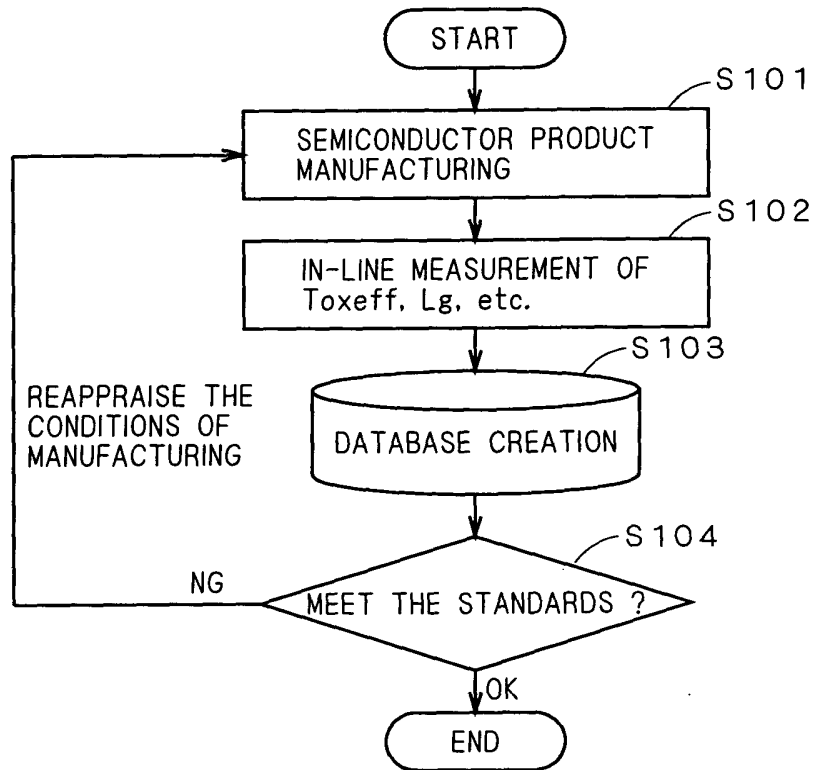 START
S101
SEMICONDUCTOR PRODUCT
MANUFACTURING
S102
IN-LINE MEASUREMENT OF
Toxeff, Lg, etc.
S103
DATABASE CREATION
REAPPRAISE THE
CONDITIONS OF
MANUFACTURING
S104
MEET THE STANDARDS ?
NG
OK
END